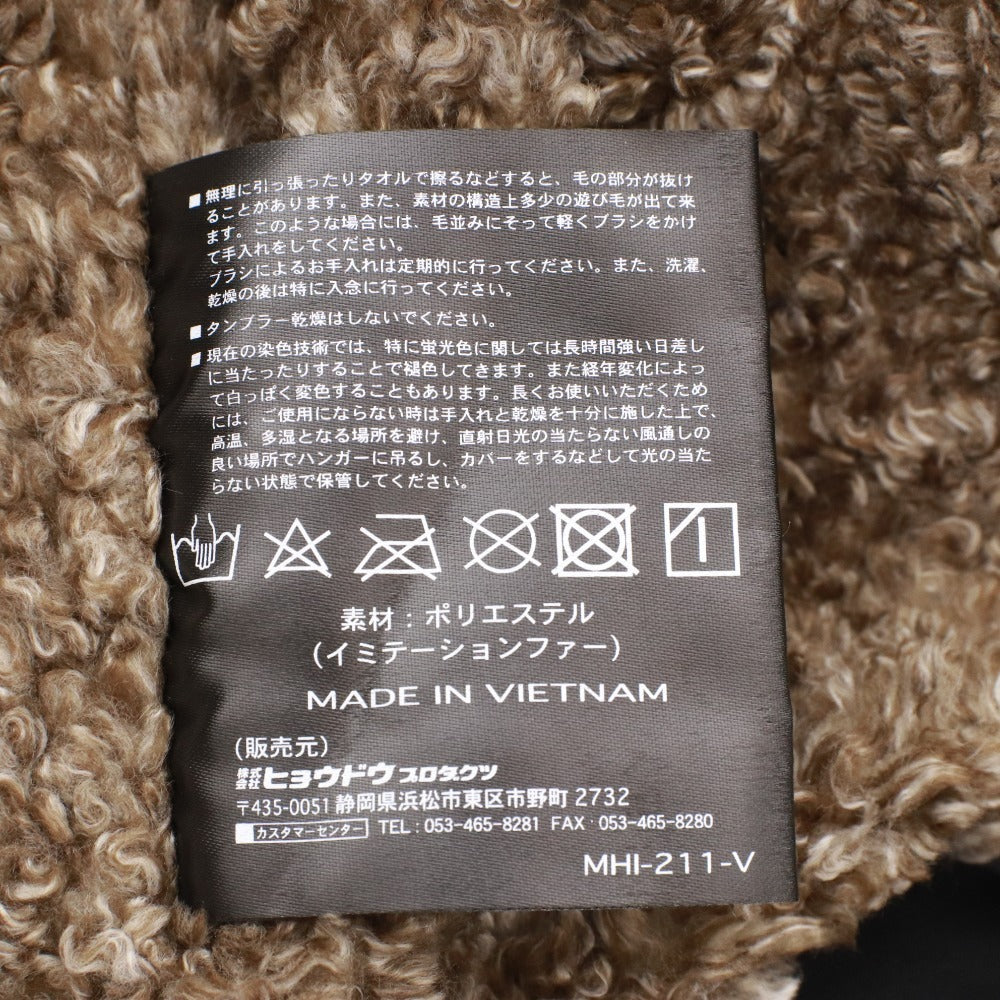 ■ 無理に引っ張ったりタオルで擦るなどすると、毛の部分が抜け
ることがあります。また、素材の構造上多少の遊び毛が出て来
ます。このような場合には、毛並みにそって軽くブラシをかけ
て手入れをしてください。
ブラシによるお手入れは定期的に行ってください。また、洗濯、
乾燥の後は特に入念に行ってください。
■ タンブラー乾燥はしないでください。
■ 現在の染色技術では、特に蛍光色に関しては長時間強い日差し
に当たったりすることで褪色してきます。また経年変化によっ
て白っぽく変色することもあります。長くお使いいただくため
には、ご使用にならない時は手入れと乾燥を十分に施した上で、
高温、多湿となる場所を避け、直射日光の当たらない風通しの
良い場所でハンガーに吊るし、カバーをするなどして光の当た
らない状態で保管してください。
素材：ポリエステル
（イミテーションファー）
MADE IN VIETNAM
（販売元）
株式会社ヒョウドウプロダクツ
〒435-0051 静岡県浜松市東区市野町 2732
■カスタマーセンター TEL : 053-465-8281 FAX : 053-465-8280
MHI-211-V